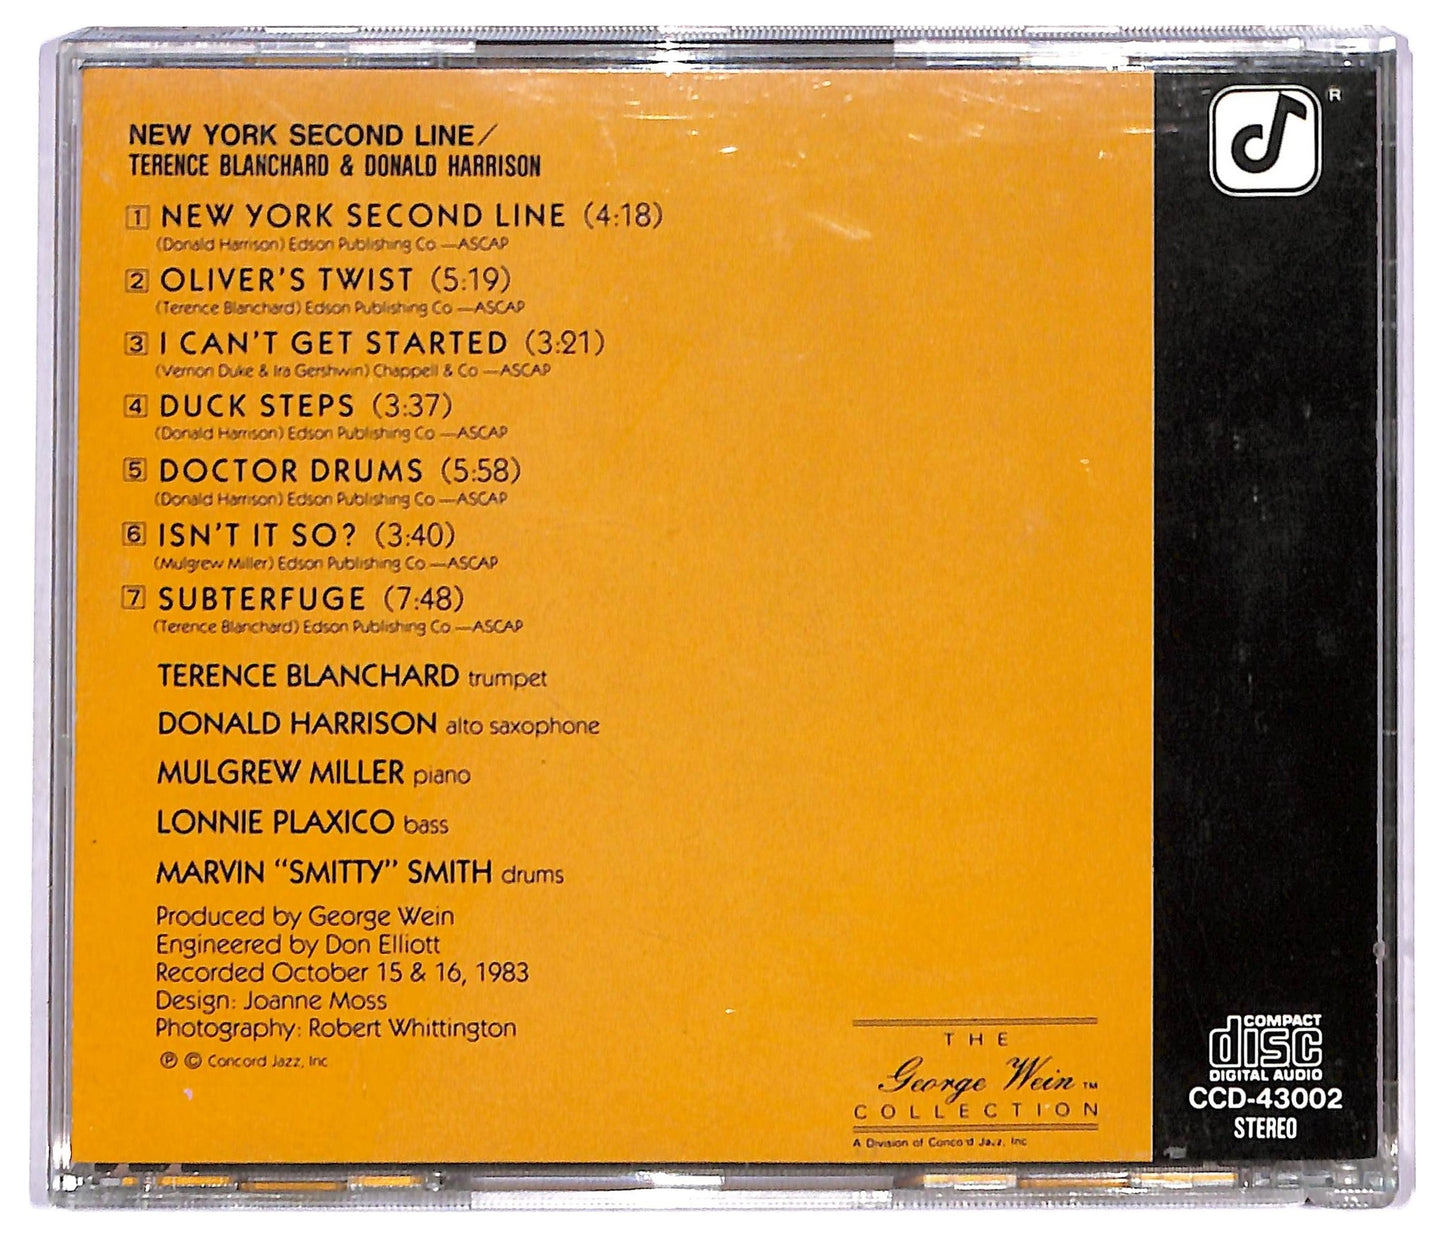 NEW YORK SECOND LINE/
TERENCE BLANCHARD & DONALD HARRISON
1 NEW YORK SECOND LINE (4:18)
(Donald Harrison) Edson Publishing Co —ASCAP
2 OLIVER'S TWIST (5:19)
(Terence Blanchard) Edson Publishing Co —ASCAP
3 I CAN'T GET STARTED (3:21)
(Vernon Duke & Ira Gershwin) Chappell & Co —ASCAP
4 DUCK STEPS (3:37)
(Donald Harrison) Edson Publishing Co —ASCAP
5 DOCTOR DRUMS (5:58)
(Donald Harrison) Edson Publishing Co —ASCAP
6 ISN'T IT SO? (3:40)
(Mulgrew Miller) Edson Publishing Co —ASCAP
7 SUBTERFUGE (7:48)
(Terence Blanchard) Edson Publishing Co —ASCAP
TERENCE BLANCHARD trumpet
DONALD HARRISON alto saxophone
MULGREW MILLER piano
LONNIE PLAXICO bass
MARVIN "SMITTY" SMITH drums
Produced by George Wein
Engineered by Don Elliott
Recorded October 15 & 16, 1983
Design: Joanne Moss
Photography: Robert Whittington
℗ © Concord Jazz, Inc
THE
George Wein ™
COLLECTION
A Division of Concord Jazz, Inc
®
COMPACT
disc
DIGITAL AUDIO
CCD-43002
STEREO